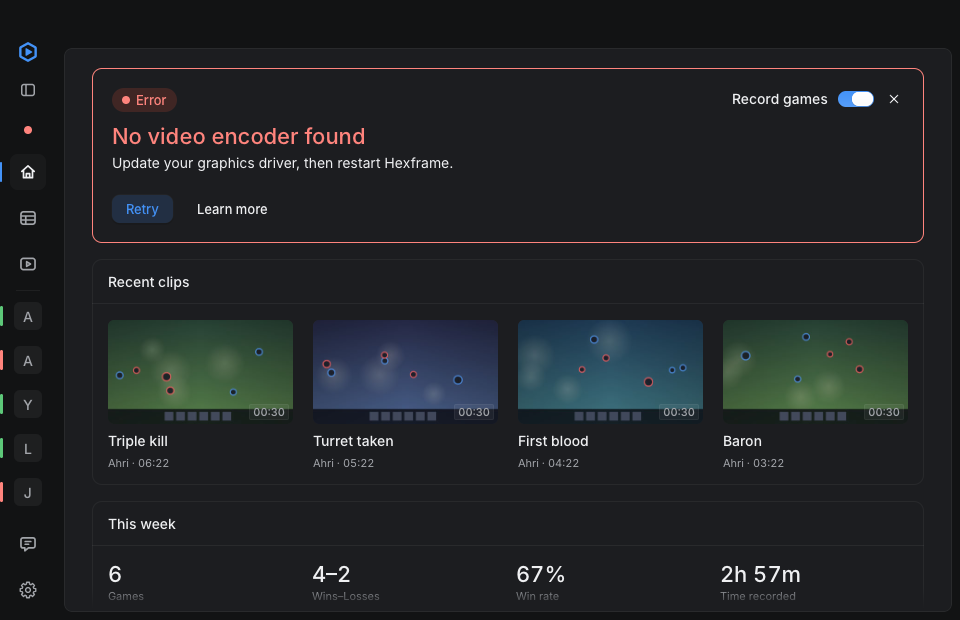 Error
Record games
No video encoder found
Update your graphics driver, then restart Hexframe.
Retry
Learn more
Recent clips
00:30
00:30
00:30
00:30
Triple kill
Turret taken
First blood
Baron
Ahri · 06:22
Ahri · 05:22
Ahri · 04:22
Ahri · 03:22
This week
6
4–2
67%
2h 57m
Games
Wins–Losses
Win rate
Time recorded
A
A
Y
L
J